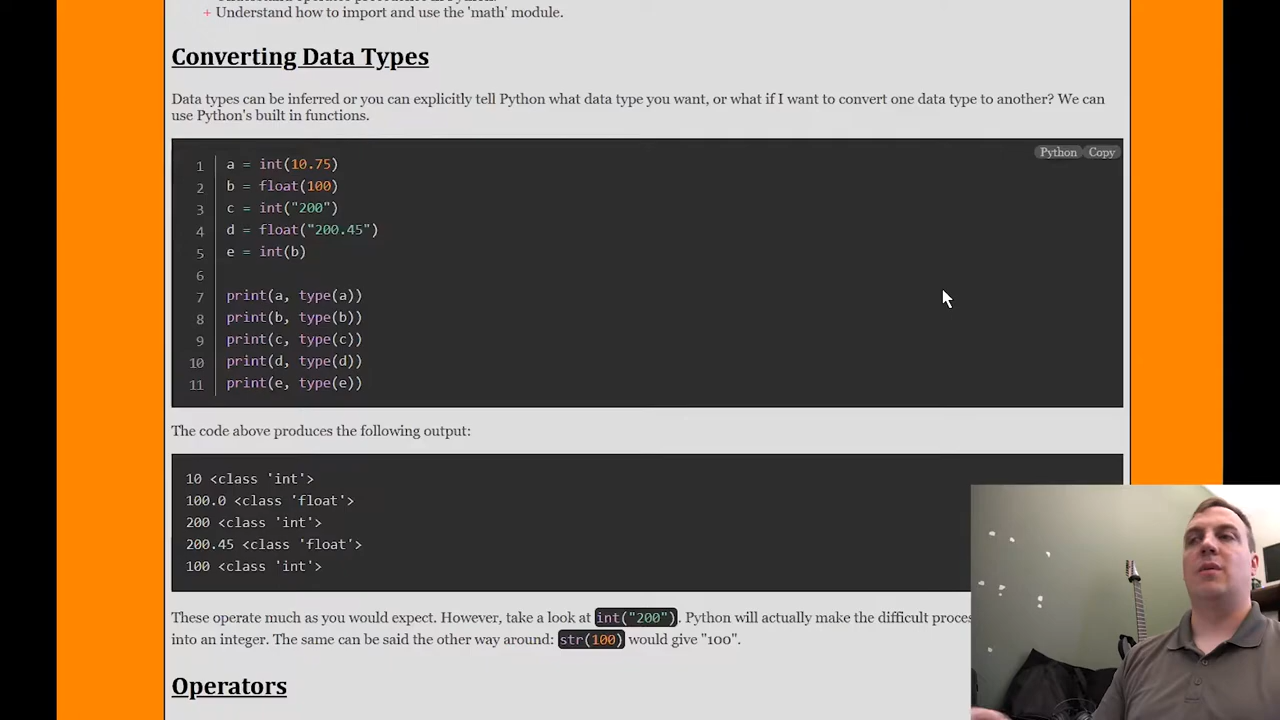 + Understand how to import and use the 'math' module.
Converting Data Types
Data types can be inferred or you can explicitly tell Python what data type you want, or what if I want to convert one data type to another? We can
use Python's built in functions.
Python Copy
1 a = int(10.75)
2 b = float(100)
3 c = int("200")
4 d = float("200.45")
5 e = int(b)
6
7 print(a, type(a))
8 print(b, type(b))
9 print(c, type(c))
10 print(d, type(d))
11 print(e, type(e))
The code above produces the following output:
10 <class 'int'>
100.0 <class 'float'>
200 <class 'int'>
200.45 <class 'float'>
100 <class 'int'>
These operate much as you would expect. However, take a look at int("200"). Python will actually make the difficult
into an integer. The same can be said the other way around: str(100) would give "100".
Operators